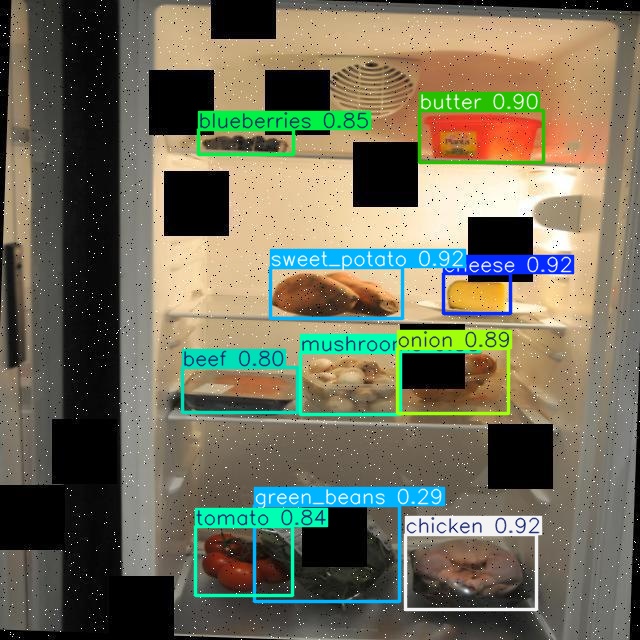 butter 0.90
blueberries 0.85
sweet_potato 0.92
cheese 0.92
onion 0.89
beef 0.80
green_beans 0.29
tomato 0.84
chicken 0.92